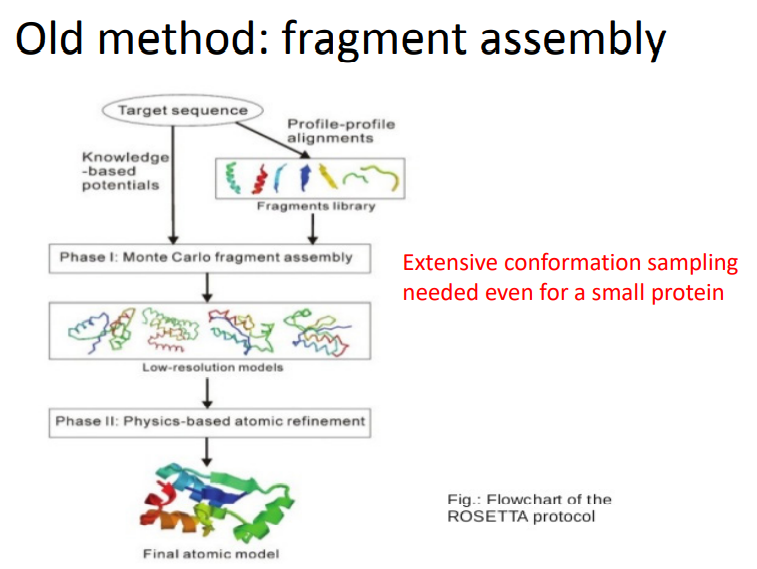 Old method: fragment assembly
Target sequence
Profile-profile
alignments
Knowledge
-based
potentials
Fragments library
Phase I: Monte Carlo fragment assembly
Extensive conformation sampling
needed even for a small protein
Low-resolution models
Phase II: Physics-based atomic refinement
Fig.: Flowchart of the
ROSETTA protocol
Final atomic model